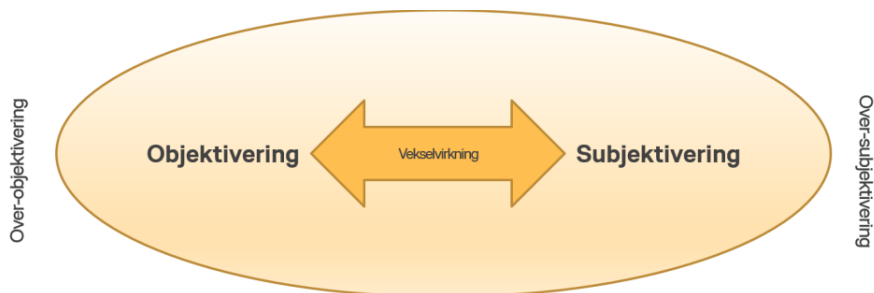 Over-objektivering
Objektivering
Vekselvirkning
Subjektivering
Over-subjektivering